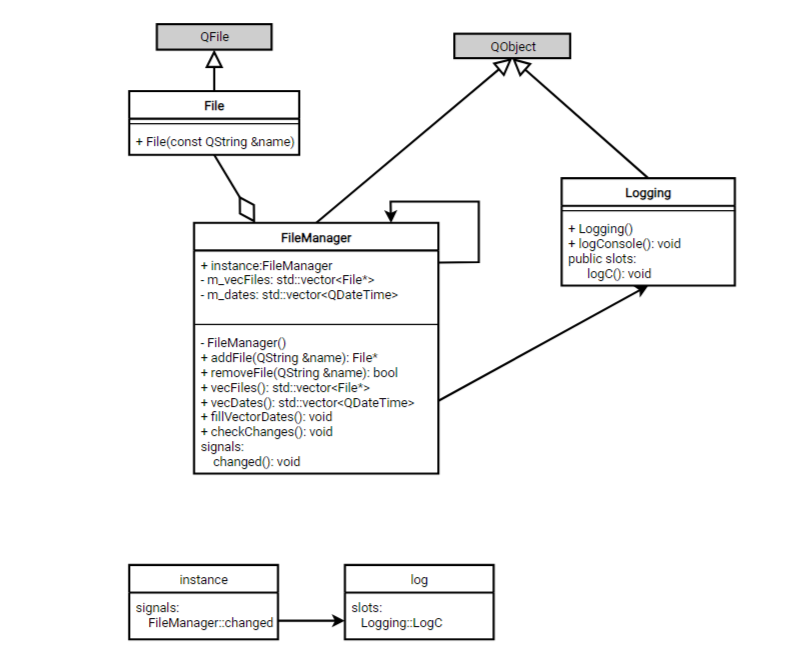 QFile
QObject
File
+ File(const QString &name)
Logging
+ Logging()
+ logConsole(): void
public slots:
logC(): void
FileManager
+ instance:FileManager
- m_vecFiles: std::vector<File*>
- m_dates: std::vector<QDateTime>
- FileManager()
+ addFile(QString &name): File*
+ removeFile(QString &name): bool
+ vecFiles(): std::vector<File*>
+ vecDates(): std::vector<QDateTime>
+ fillVectorDates(): void
+ checkChanges(): void
signals:
changed(): void
instance
signals:
FileManager::changed
log
slots:
Logging::LogC